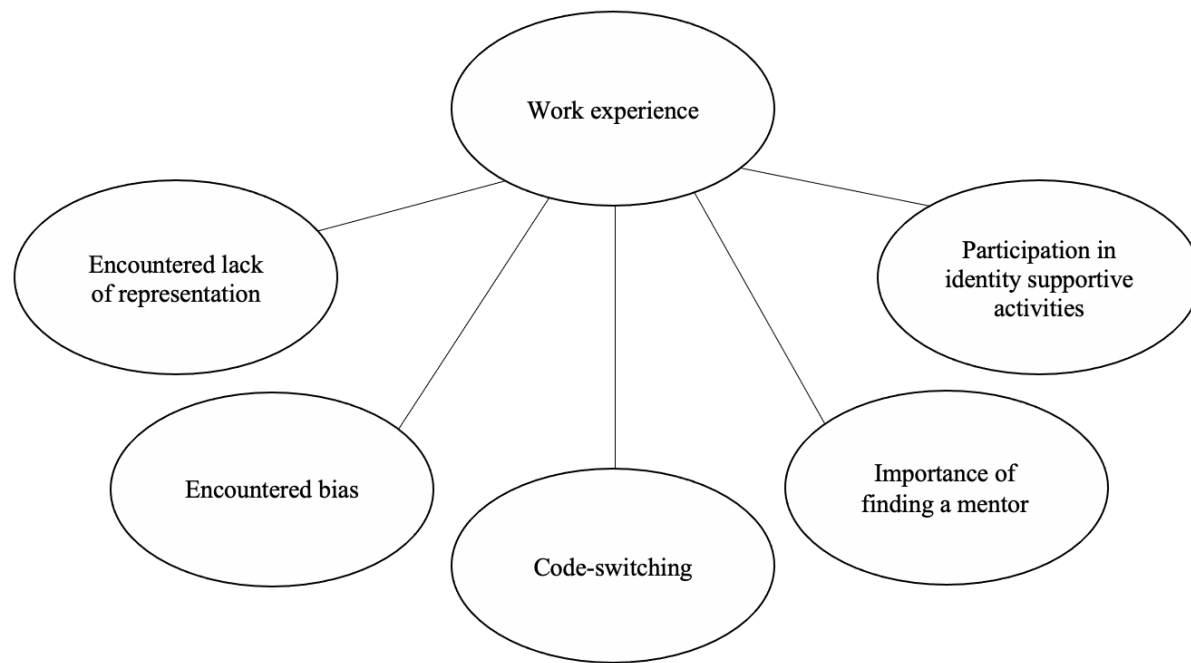 Work experience
Encountered lack
of representation
Participation in
identity supportive
activities
Encountered bias
Importance of
finding a mentor
Code-switching